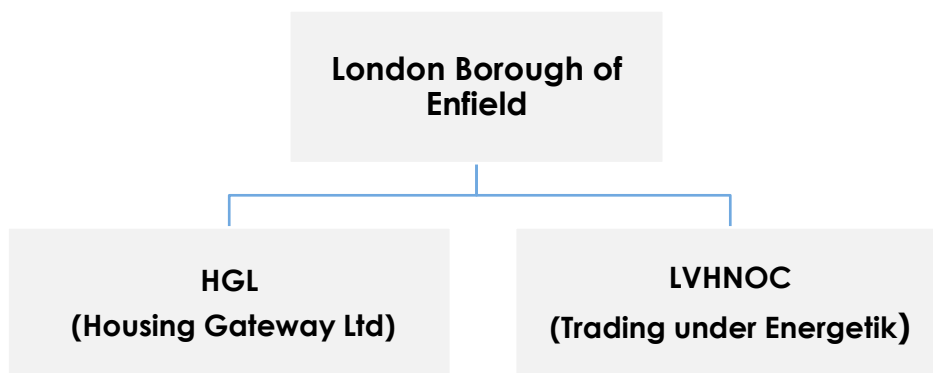 London Borough of
Enfield
HGL
(Housing Gateway Ltd)
LVHNOC
(Trading under Energetik)